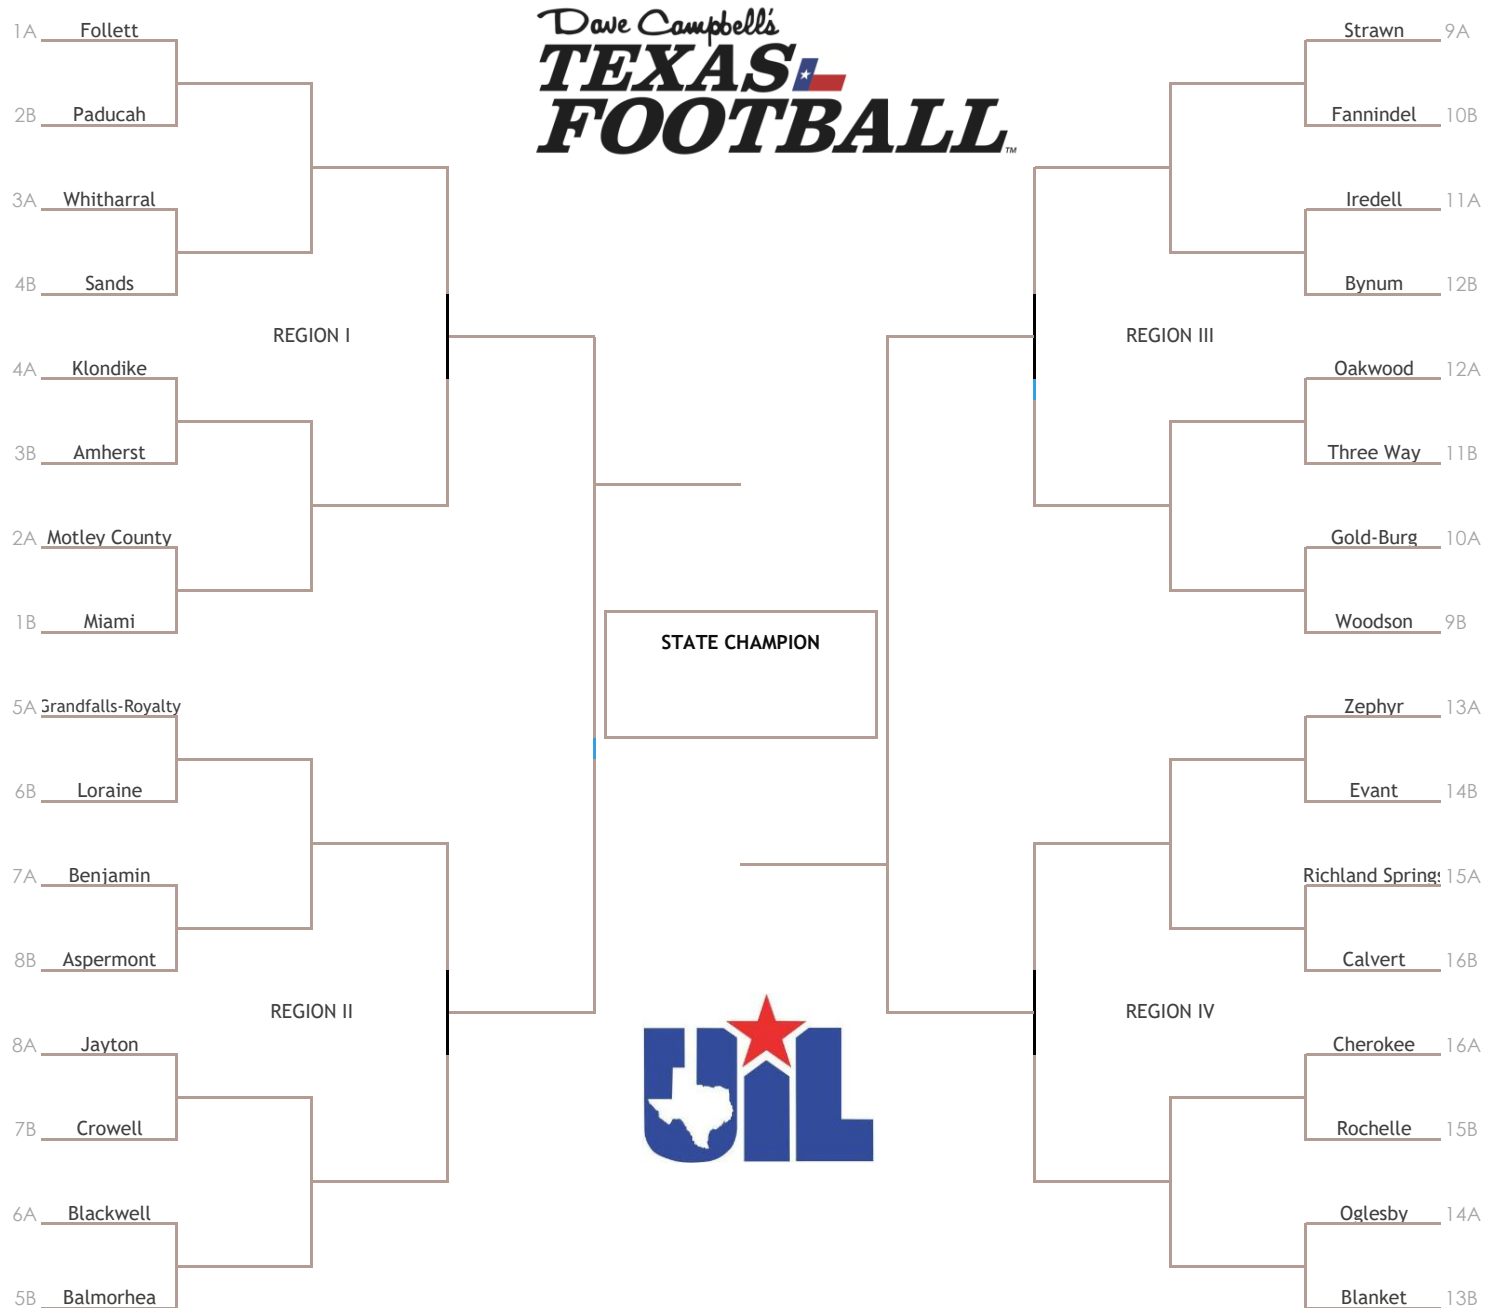 Dave Campbell's
TEXAS
FOOTBALL
TM
1A Follett
2B Paducah
3A Whitharral
4B Sands
REGION I
4A Klondike
3B Amherst
2A Motley County
1B Miami
5A Grandfalls-Royalty
6B Loraine
7A Benjamin
8B Aspermont
REGION II
8A Jayton
7B Crowell
6A Blackwell
5B Balmorhea
STATE CHAMPION
UIL
Strawn 9A
Fannindel 10B
Iredell 11A
Bynum 12B
REGION III
Oakwood 12A
Three Way 11B
Gold-Burg 10A
Woodson 9B
Zephyr 13A
Evant 14B
Richland Springs 15A
Calvert 16B
REGION IV
Cherokee 16A
Rochelle 15B
Oglesby 14A
Blanket 13B